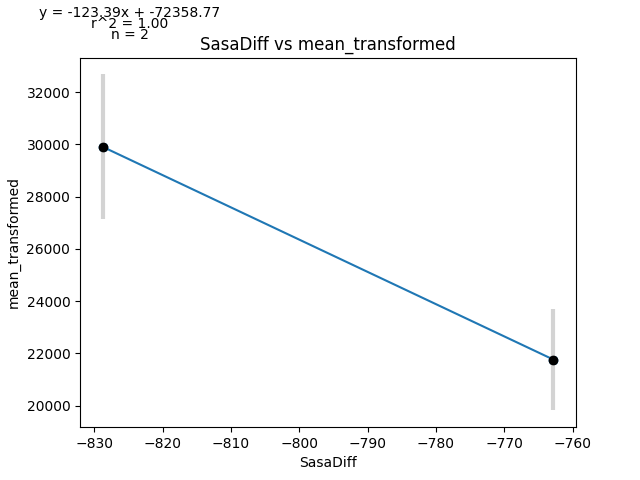 y = -123.39x + -72358.77
r^2 = 1.00
n = 2
SasaDiff vs mean_transformed
32000
30000
28000
26000
24000
22000
20000
mean_transformed
−830
−820
−810
−800
−790
−780
−770
−760
SasaDiff